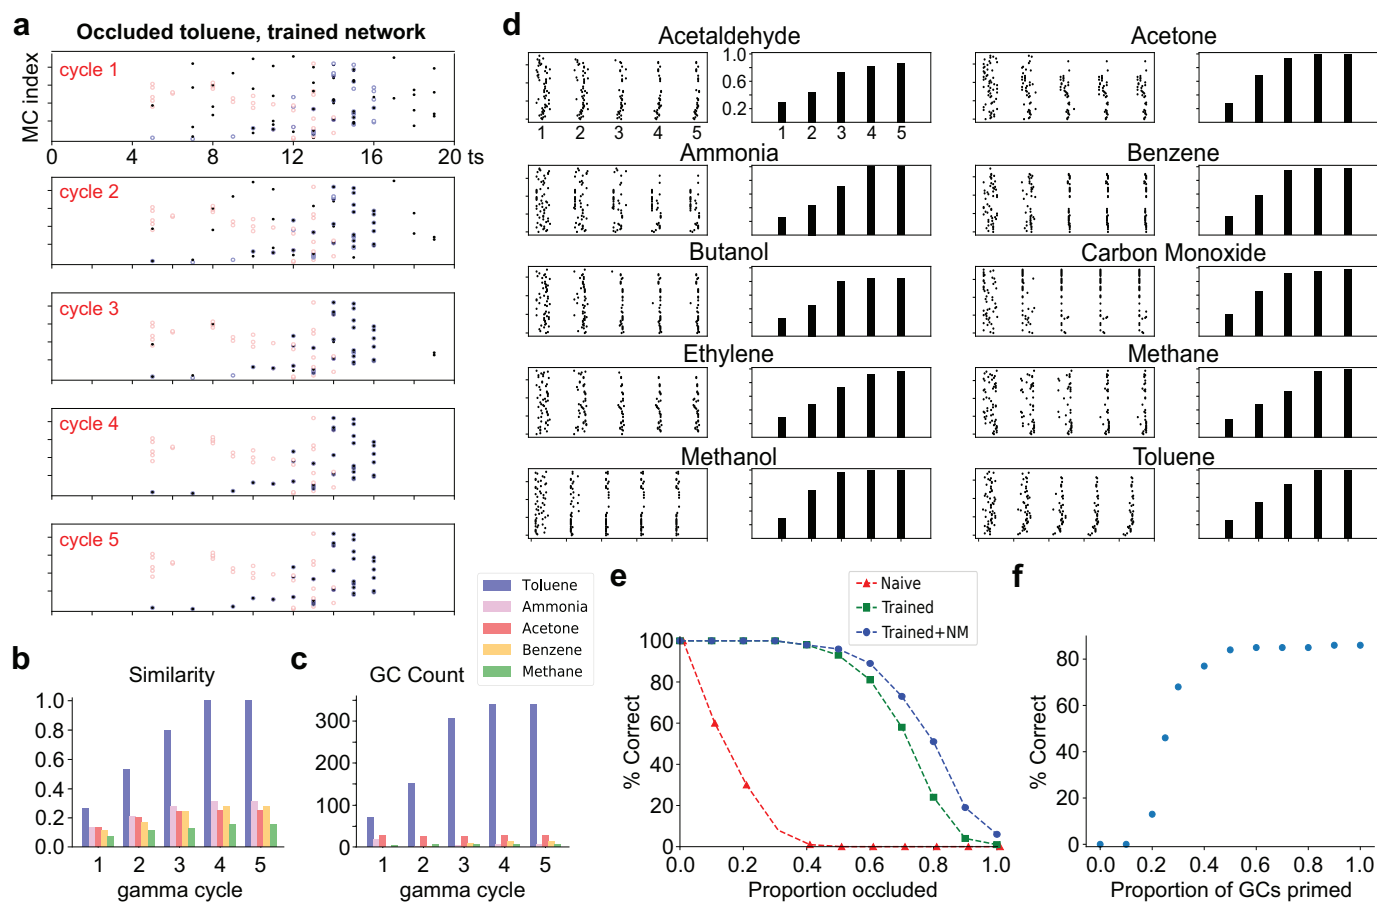 a
Occluded toluene, trained network
MC index
cycle 1
0 4 8 12 16 20 ts
cycle 2
cycle 3
cycle 4
cycle 5
b
Similarity
1.0
0.8
0.6
0.4
0.2
0.0
1 2 3 4 5
gamma cycle
c
GC Count
300
200
100
0
1 2 3 4 5
gamma cycle
Toluene
Ammonia
Acetone
Benzene
Methane
d
Acetaldehyde
1 2 3 4 5
1.0
0.6
0.2
1 2 3 4 5
Acetone
Ammonia
Benzene
Butanol
Carbon Monoxide
Ethylene
Methane
Methanol
Toluene
e
Naive
Trained
Trained+NM
% Correct
100
80
60
40
20
0
0.0 0.2 0.4 0.6 0.8 1.0
Proportion occluded
f
% Correct
80
40
0
0.0 0.2 0.4 0.6 0.8 1.0
Proportion of GCs primed